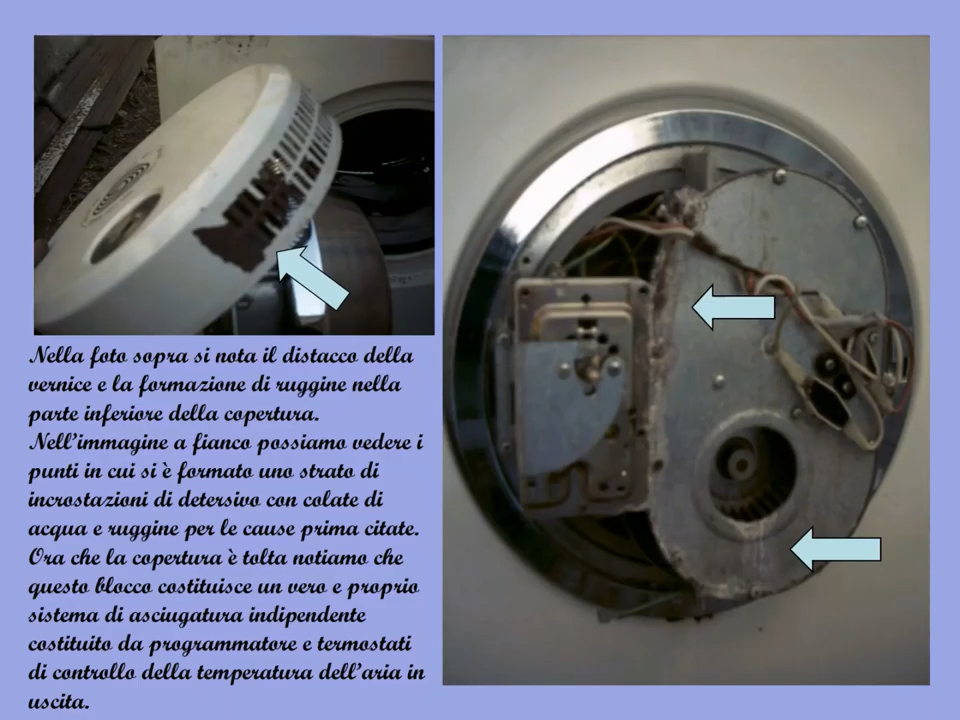 Nella foto sopra si nota il distacco della
vernice e la formazione di ruggine nella
parte inferiore della copertura.
Nell'immagine a fianco possiamo vedere i
punti in cui si è formato uno strato di
incrostazioni di detersivo con colate di
acqua e ruggine per le cause prima citate.
Ora che la copertura è tolta notiamo che
questo blocco costituisce un vero e proprio
sistema di asciugatura indipendente
costituito da programmatore e termostati
di controllo della temperatura dell'aria in
uscita.